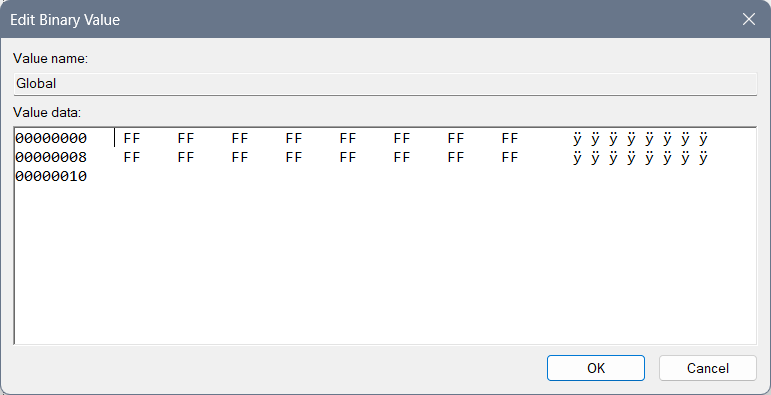 Edit Binary Value
Value name:
Global
Value data:
00000000 FF FF FF FF FF FF FF FF ÿ ÿ ÿ ÿ ÿ ÿ ÿ ÿ
00000008 FF FF FF FF FF FF FF FF ÿ ÿ ÿ ÿ ÿ ÿ ÿ ÿ
00000010
OK Cancel